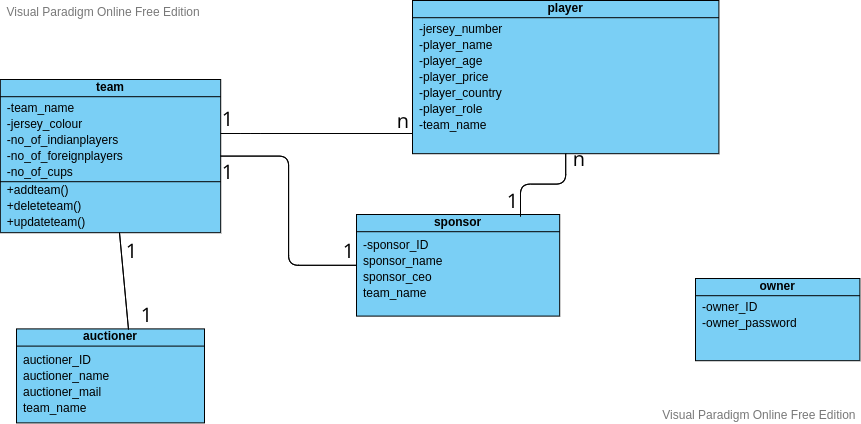 Visual Paradigm Online Free Edition
player
-jersey_number
-player_name
-player_age
-player_price
-player_country
-player_role
-team_name
team
-team_name
-jersey_colour
-no_of_indianplayers
-no_of_foreignplayers
-no_of_cups
+addteam()
+deleteteam()
+updateteam()
1
n
1
n
1
1
sponsor
-sponsor_ID
sponsor_name
sponsor_ceo
team_name
1
1
auctioner
auctioner_ID
auctioner_name
auctioner_mail
team_name
owner
-owner_ID
-owner_password
Visual Paradigm Online Free Edition